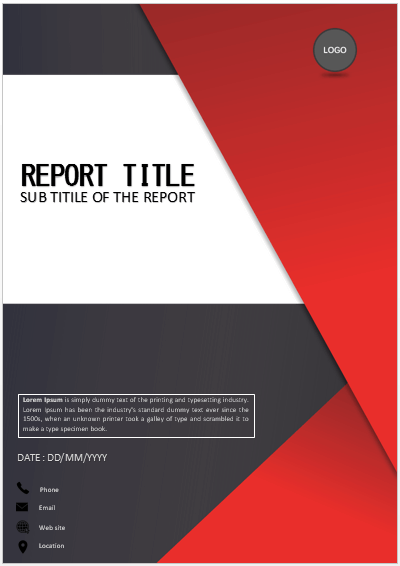 LOGO
REPORT TITLE
SUB TITILE OF THE REPORT
Lorem Ipsum is simply dummy text of the printing and typesetting industry.
Lorem Ipsum has been the industry's standard dummy text ever since the
1500s, when an unknown printer took a galley of type and scrambled it to
make a type specimen book.
DATE : DD/MM/YYYY
Phone
Email
Web site
Location